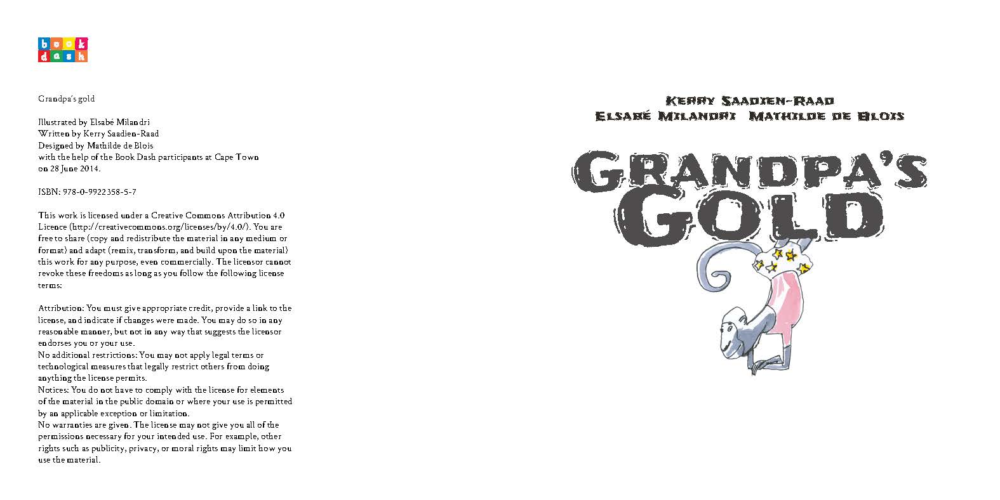 book
dash
Grandpa's gold
Illustrated by Elsabé Milandri
Written by Kerry Saadien-Raad
Designed by Mathilde de Blois
with the help of the Book Dash participants at Cape Town
on 28 June 2014.
ISBN: 978-0-9922358-5-7
This work is licensed under a Creative Commons Attribution 4.0
Licence (http://creativecommons.org/licenses/by/4.0/). You are
free to share (copy and redistribute the material in any medium or
format) and adapt (remix, transform, and build upon the material)
this work for any purpose, even commercially. The licensor cannot
revoke these freedoms as long as you follow the following license
terms:
Attribution: You must give appropriate credit, provide a link to the
license, and indicate if changes were made. You may do so in any
reasonable manner, but not in any way that suggests the licensor
endorses you or your use.
No additional restrictions: You may not apply legal terms or
technological measures that legally restrict others from doing
anything the license permits.
Notices: You do not have to comply with the license for elements
of the material in the public domain or where your use is permitted
by an applicable exception or limitation.
No warranties are given. The license may not give you all of the
permissions necessary for your intended use. For example, other
rights such as publicity, privacy, or moral rights may limit how you
use the material.
Kerry Saadien-Raad
Elsabé Milandri Mathilde de Blois
Grandpa's
Gold